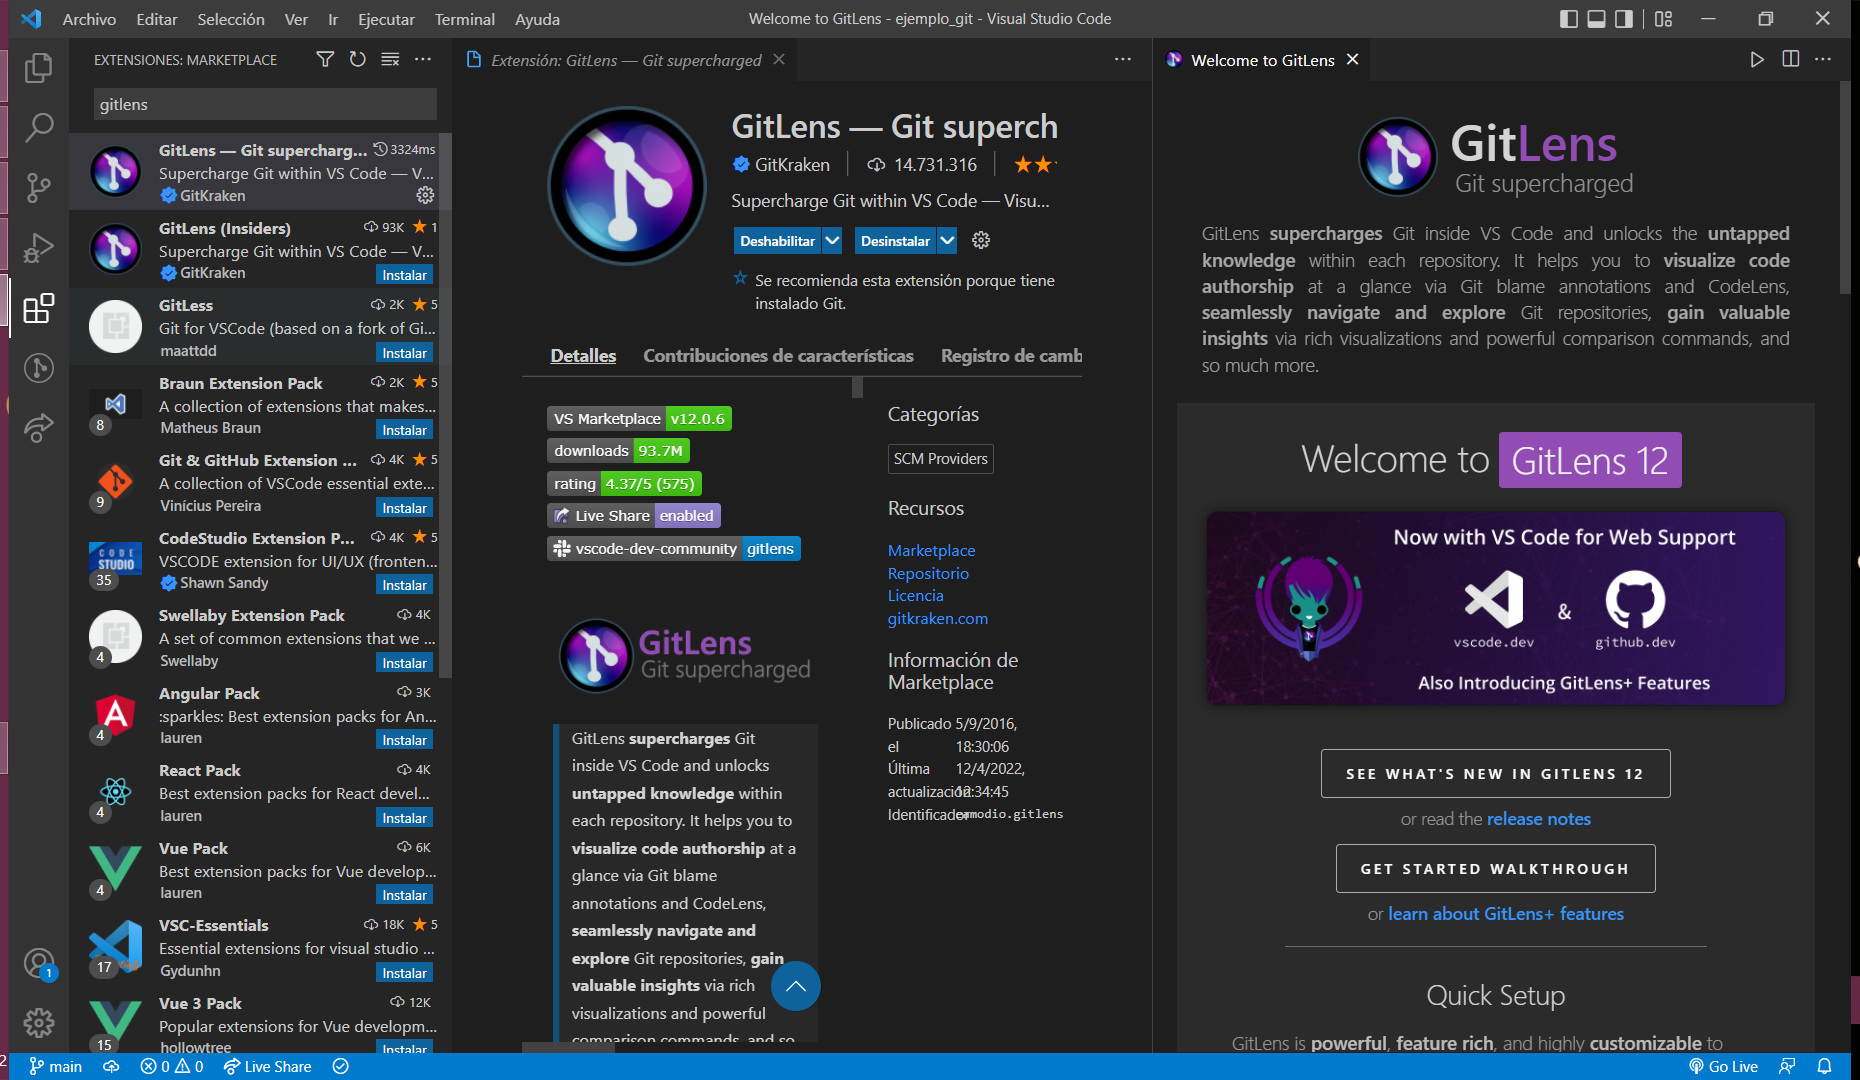 Archivo Editar Selección Ver Ir Ejecutar Terminal Ayuda
Welcome to GitLens - ejemplo_git - Visual Studio Code
EXTENSIONES: MARKETPLACE
gitlens
GitLens — Git supercharg... 3324ms
Supercharge Git within VS Code — V...
GitKraken
GitLens (Insiders) 93K 1
Supercharge Git within VS Code — V...
GitKraken Instalar
GitLess 2K 5
Git for VSCode (based on a fork of Gi...
maattdd Instalar
Braun Extension Pack 2K 5
A collection of extensions that makes...
8 Matheus Braun Instalar
Git & GitHub Extension ... 4K 5
A collection of VSCode essential exte...
9 Vinícius Pereira Instalar
CodeStudio Extension P... 4K 5
CODE STUDIO
VSCODE extension for UI/UX (fronten...
35 Shawn Sandy Instalar
Swellaby Extension Pack 4K
A set of common extensions that we ...
4 Swellaby Instalar
Angular Pack 3K
:sparkles: Best extension packs for An...
4 lauren Instalar
React Pack 4K
Best extension packs for React devel...
4 lauren Instalar
Vue Pack 6K
Best extension packs for Vue develop...
4 lauren Instalar
VSC-Essentials 18K 5
Essential extensions for visual studio ...
17 Gydunhn Instalar
Vue 3 Pack 12K
Popular extensions for Vue developm...
15 hollowtree Instalar
1
Extensión: GitLens — Git supercharged
GitLens — Git superch
GitKraken 14.731.316
Supercharge Git within VS Code — Visu...
Deshabilitar Desinstalar
Se recomienda esta extensión porque tiene
instalado Git.
Detalles Contribuciones de características Registro de camb
VS Marketplace v12.0.6
downloads 93.7M
rating 4.37/5 (575)
Live Share enabled
vscode-dev-community gitlens
GitLens
Git supercharged
GitLens supercharges Git
inside VS Code and unlocks
untapped knowledge within
each repository. It helps you to
visualize code authorship at a
glance via Git blame
annotations and CodeLens,
seamlessly navigate and
explore Git repositories, gain
valuable insights via rich
visualizations and powerful
comparison commands, and so
Categorías
SCM Providers
Recursos
Marketplace
Repositorio
Licencia
gitkraken.com
Información de
Marketplace
Publicado 5/9/2016,
el 18:30:06
Última 12/4/2022,
actualización 12:34:45
Identificador eamodio.gitlens
Welcome to GitLens
GitLens
Git supercharged
GitLens supercharges Git inside VS Code and unlocks the untapped
knowledge within each repository. It helps you to visualize code
authorship at a glance via Git blame annotations and CodeLens,
seamlessly navigate and explore Git repositories, gain valuable
insights via rich visualizations and powerful comparison commands, and
so much more.
Welcome to GitLens 12
Now with VS Code for Web Support
&
vscode.dev github.dev
Also Introducing GitLens+ Features
SEE WHAT'S NEW IN GITLENS 12
or read the release notes
GET STARTED WALKTHROUGH
or learn about GitLens+ features
Quick Setup
GitLens is powerful, feature rich, and highly customizable to
2
main 0 0 Live Share
Go Live